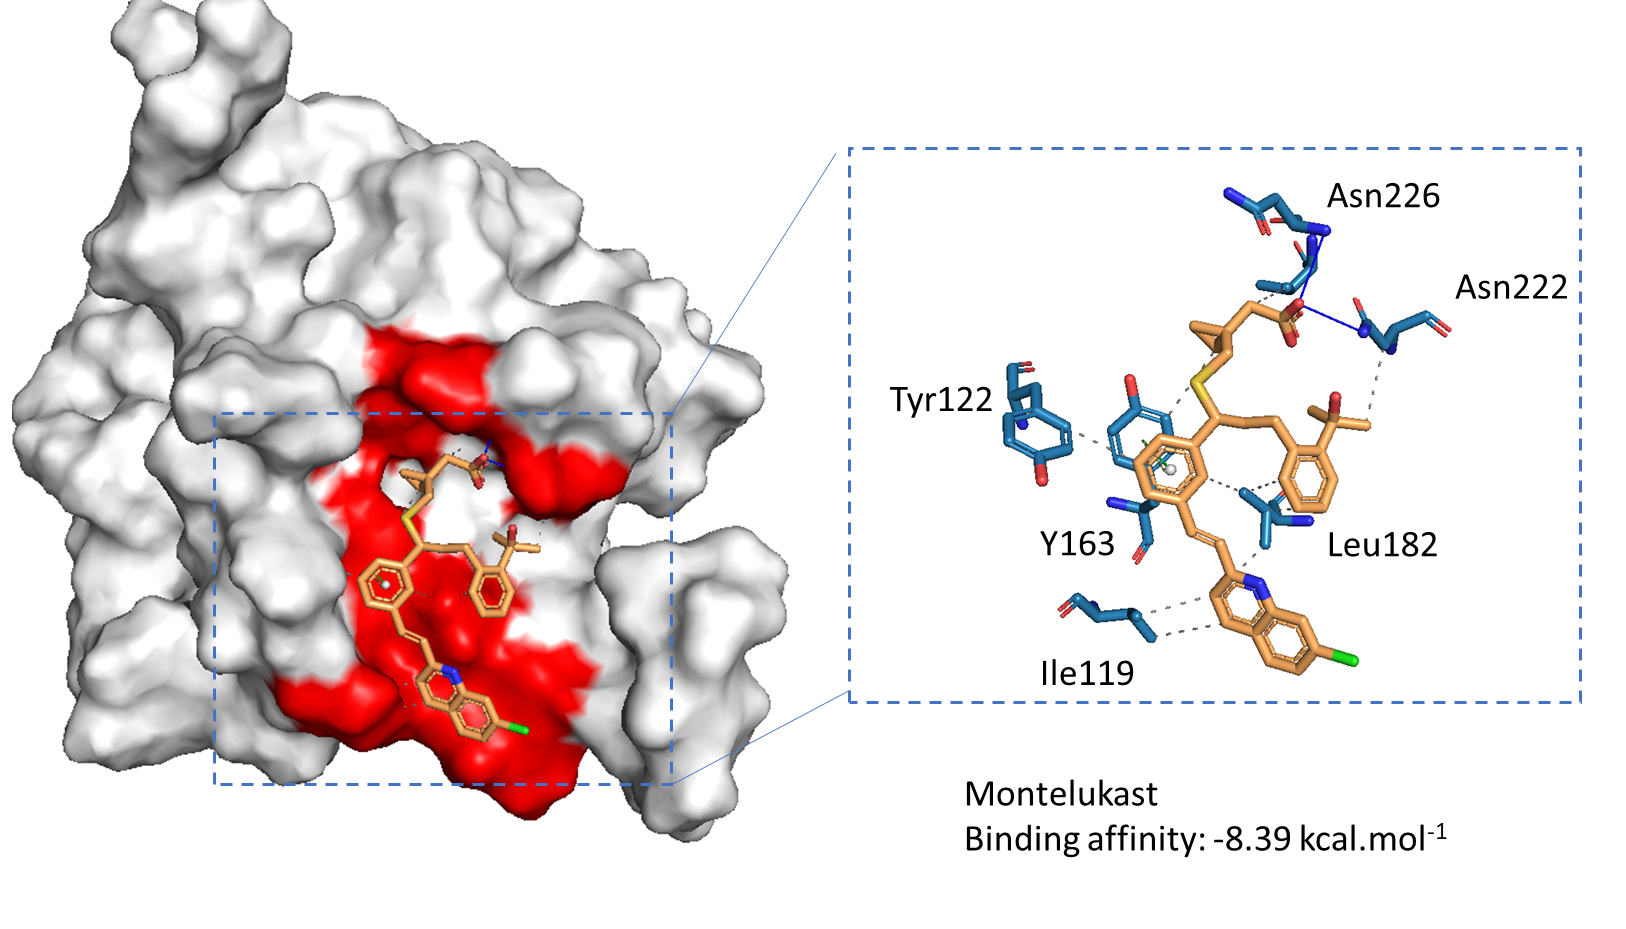 Asn226
Asn222
Tyr122
Y163
Leu182
Ile119
Montelukast
Binding affinity: -8.39 kcal.mol⁻¹